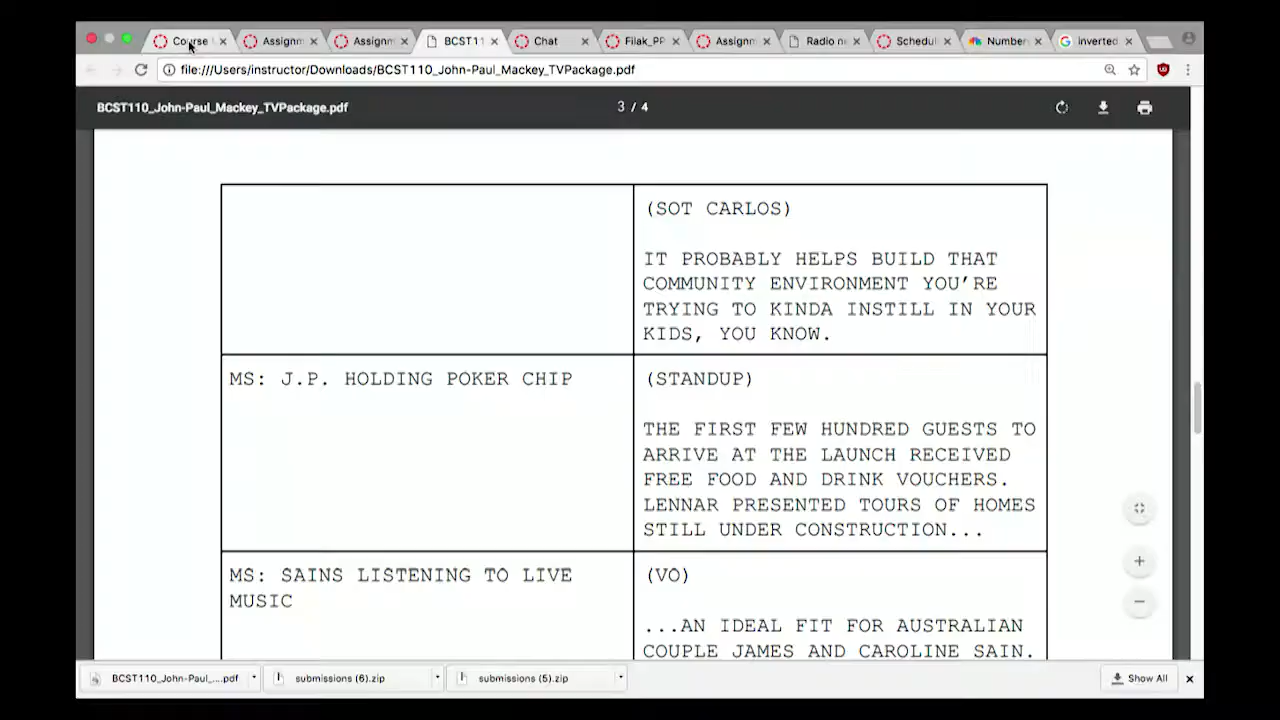 Course
Assignm
Assignm
BCST11
Chat
Filak_PP
Assignm
Radio n
Schedul
Number
inverted
file:///Users/instructor/Downloads/BCST110_John-Paul_Mackey_TVPackage.pdf
BCST110_John-Paul_Mackey_TVPackage.pdf
3 / 4
(SOT CARLOS)
IT PROBABLY HELPS BUILD THAT
COMMUNITY ENVIRONMENT YOU'RE
TRYING TO KINDA INSTILL IN YOUR
KIDS, YOU KNOW.
MS: J.P. HOLDING POKER CHIP
(STANDUP)
THE FIRST FEW HUNDRED GUESTS TO
ARRIVE AT THE LAUNCH RECEIVED
FREE FOOD AND DRINK VOUCHERS.
LENNAR PRESENTED TOURS OF HOMES
STILL UNDER CONSTRUCTION...
MS: SAINS LISTENING TO LIVE
MUSIC
(VO)
...AN IDEAL FIT FOR AUSTRALIAN
COUPLE JAMES AND CAROLINE SAIN.
BCST110_John-Paul_....pdf
submissions (6).zip
submissions (5).zip
Show All